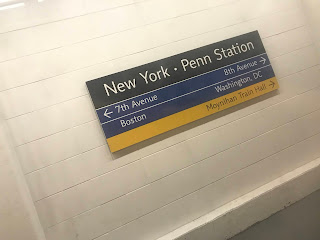 New York · Penn Station
← 7th Avenue 8th Avenue →
Boston Washington, DC
Moynihan Train Hall →